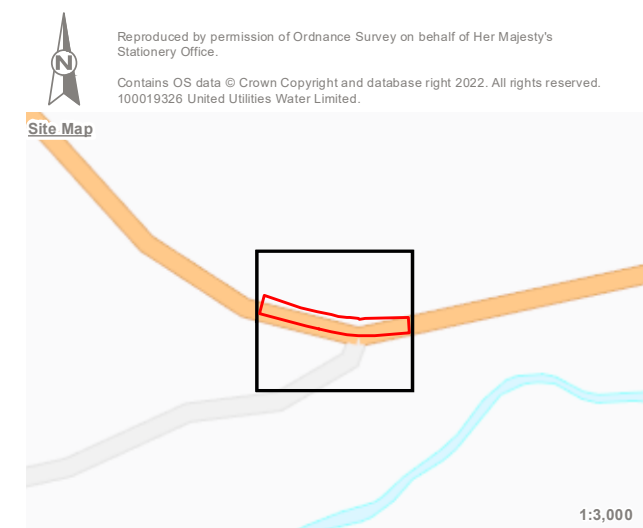 N
Reproduced by permission of Ordnance Survey on behalf of Her Majesty's
Stationery Office.
Contains OS data © Crown Copyright and database right 2022. All rights reserved.
100019326 United Utilities Water Limited.
Site Map
1:3,000